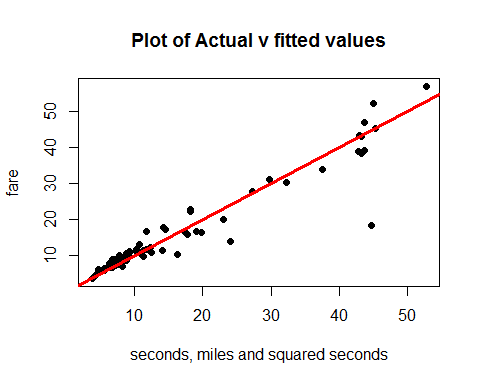 Plot of Actual v fitted values
fare
50
40
30
20
10
10 20 30 40 50
seconds, miles and squared seconds